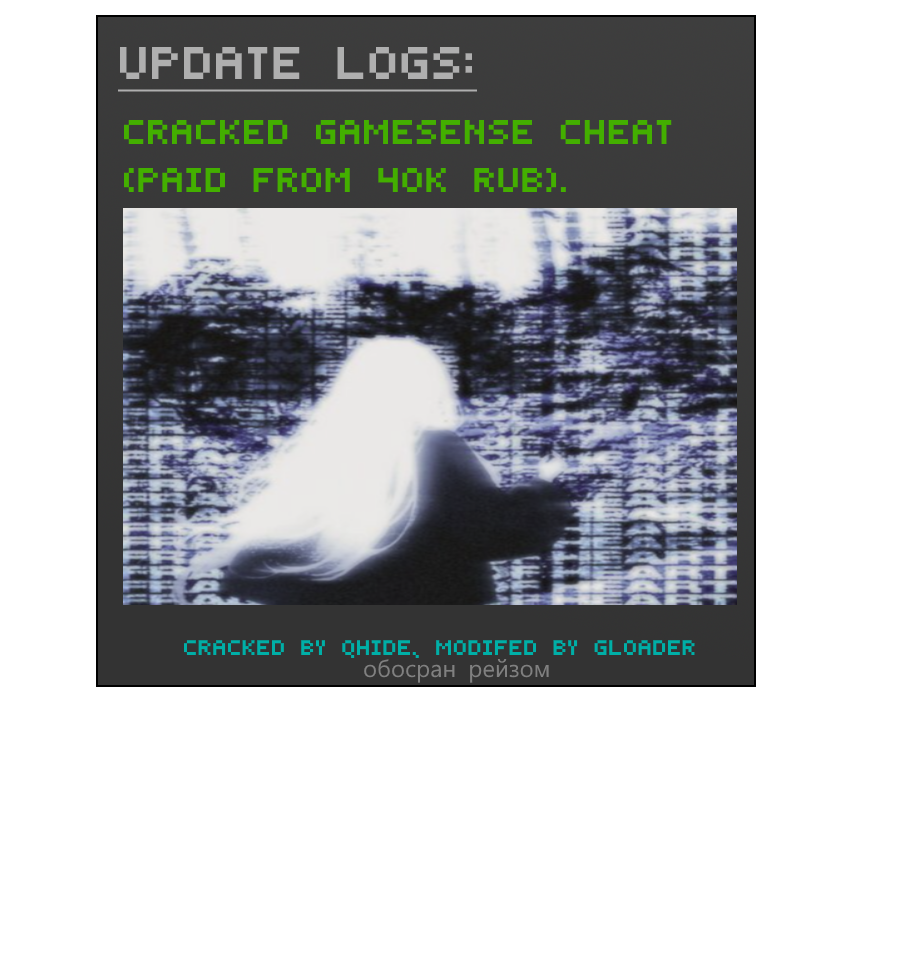 UPDATE LOGS:
CRACKED GAMESENSE CHEAT
(PAID FROM 40K RUB).
CRACKED BY QHIDE, MODIFED BY GLOADER
обосран рейзом